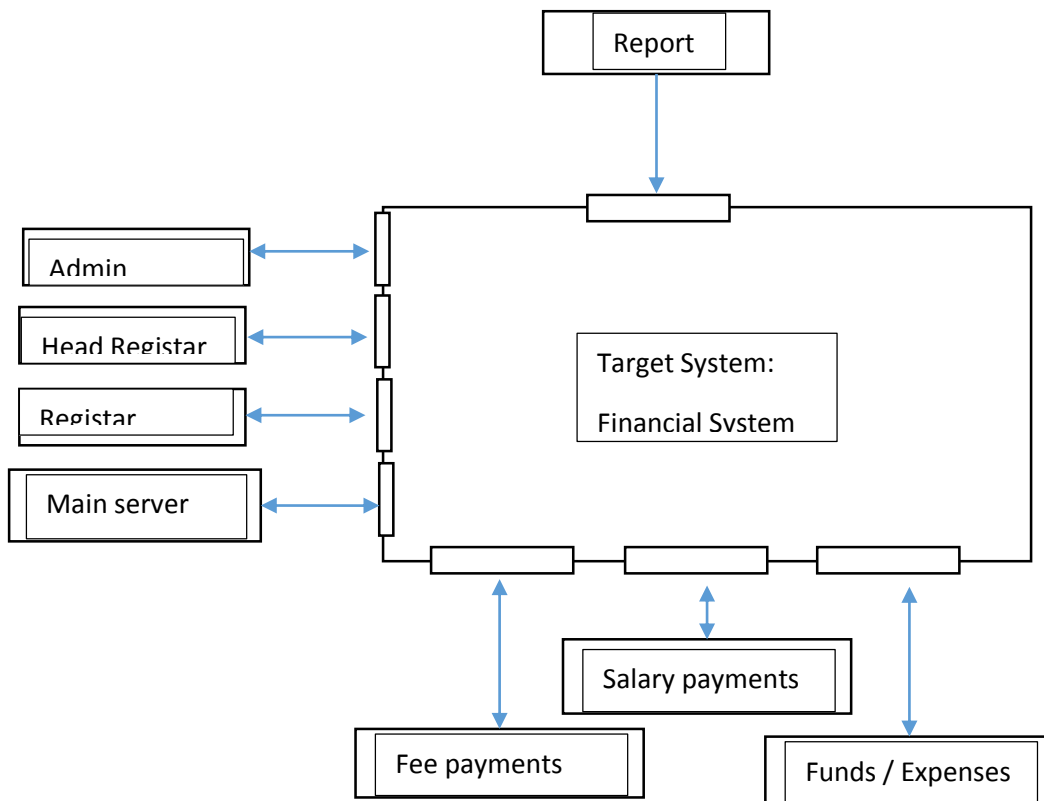 Report
Admin
Head Registar
Registar
Main server
Target System:
Financial System
Salary payments
Fee payments
Funds / Expenses